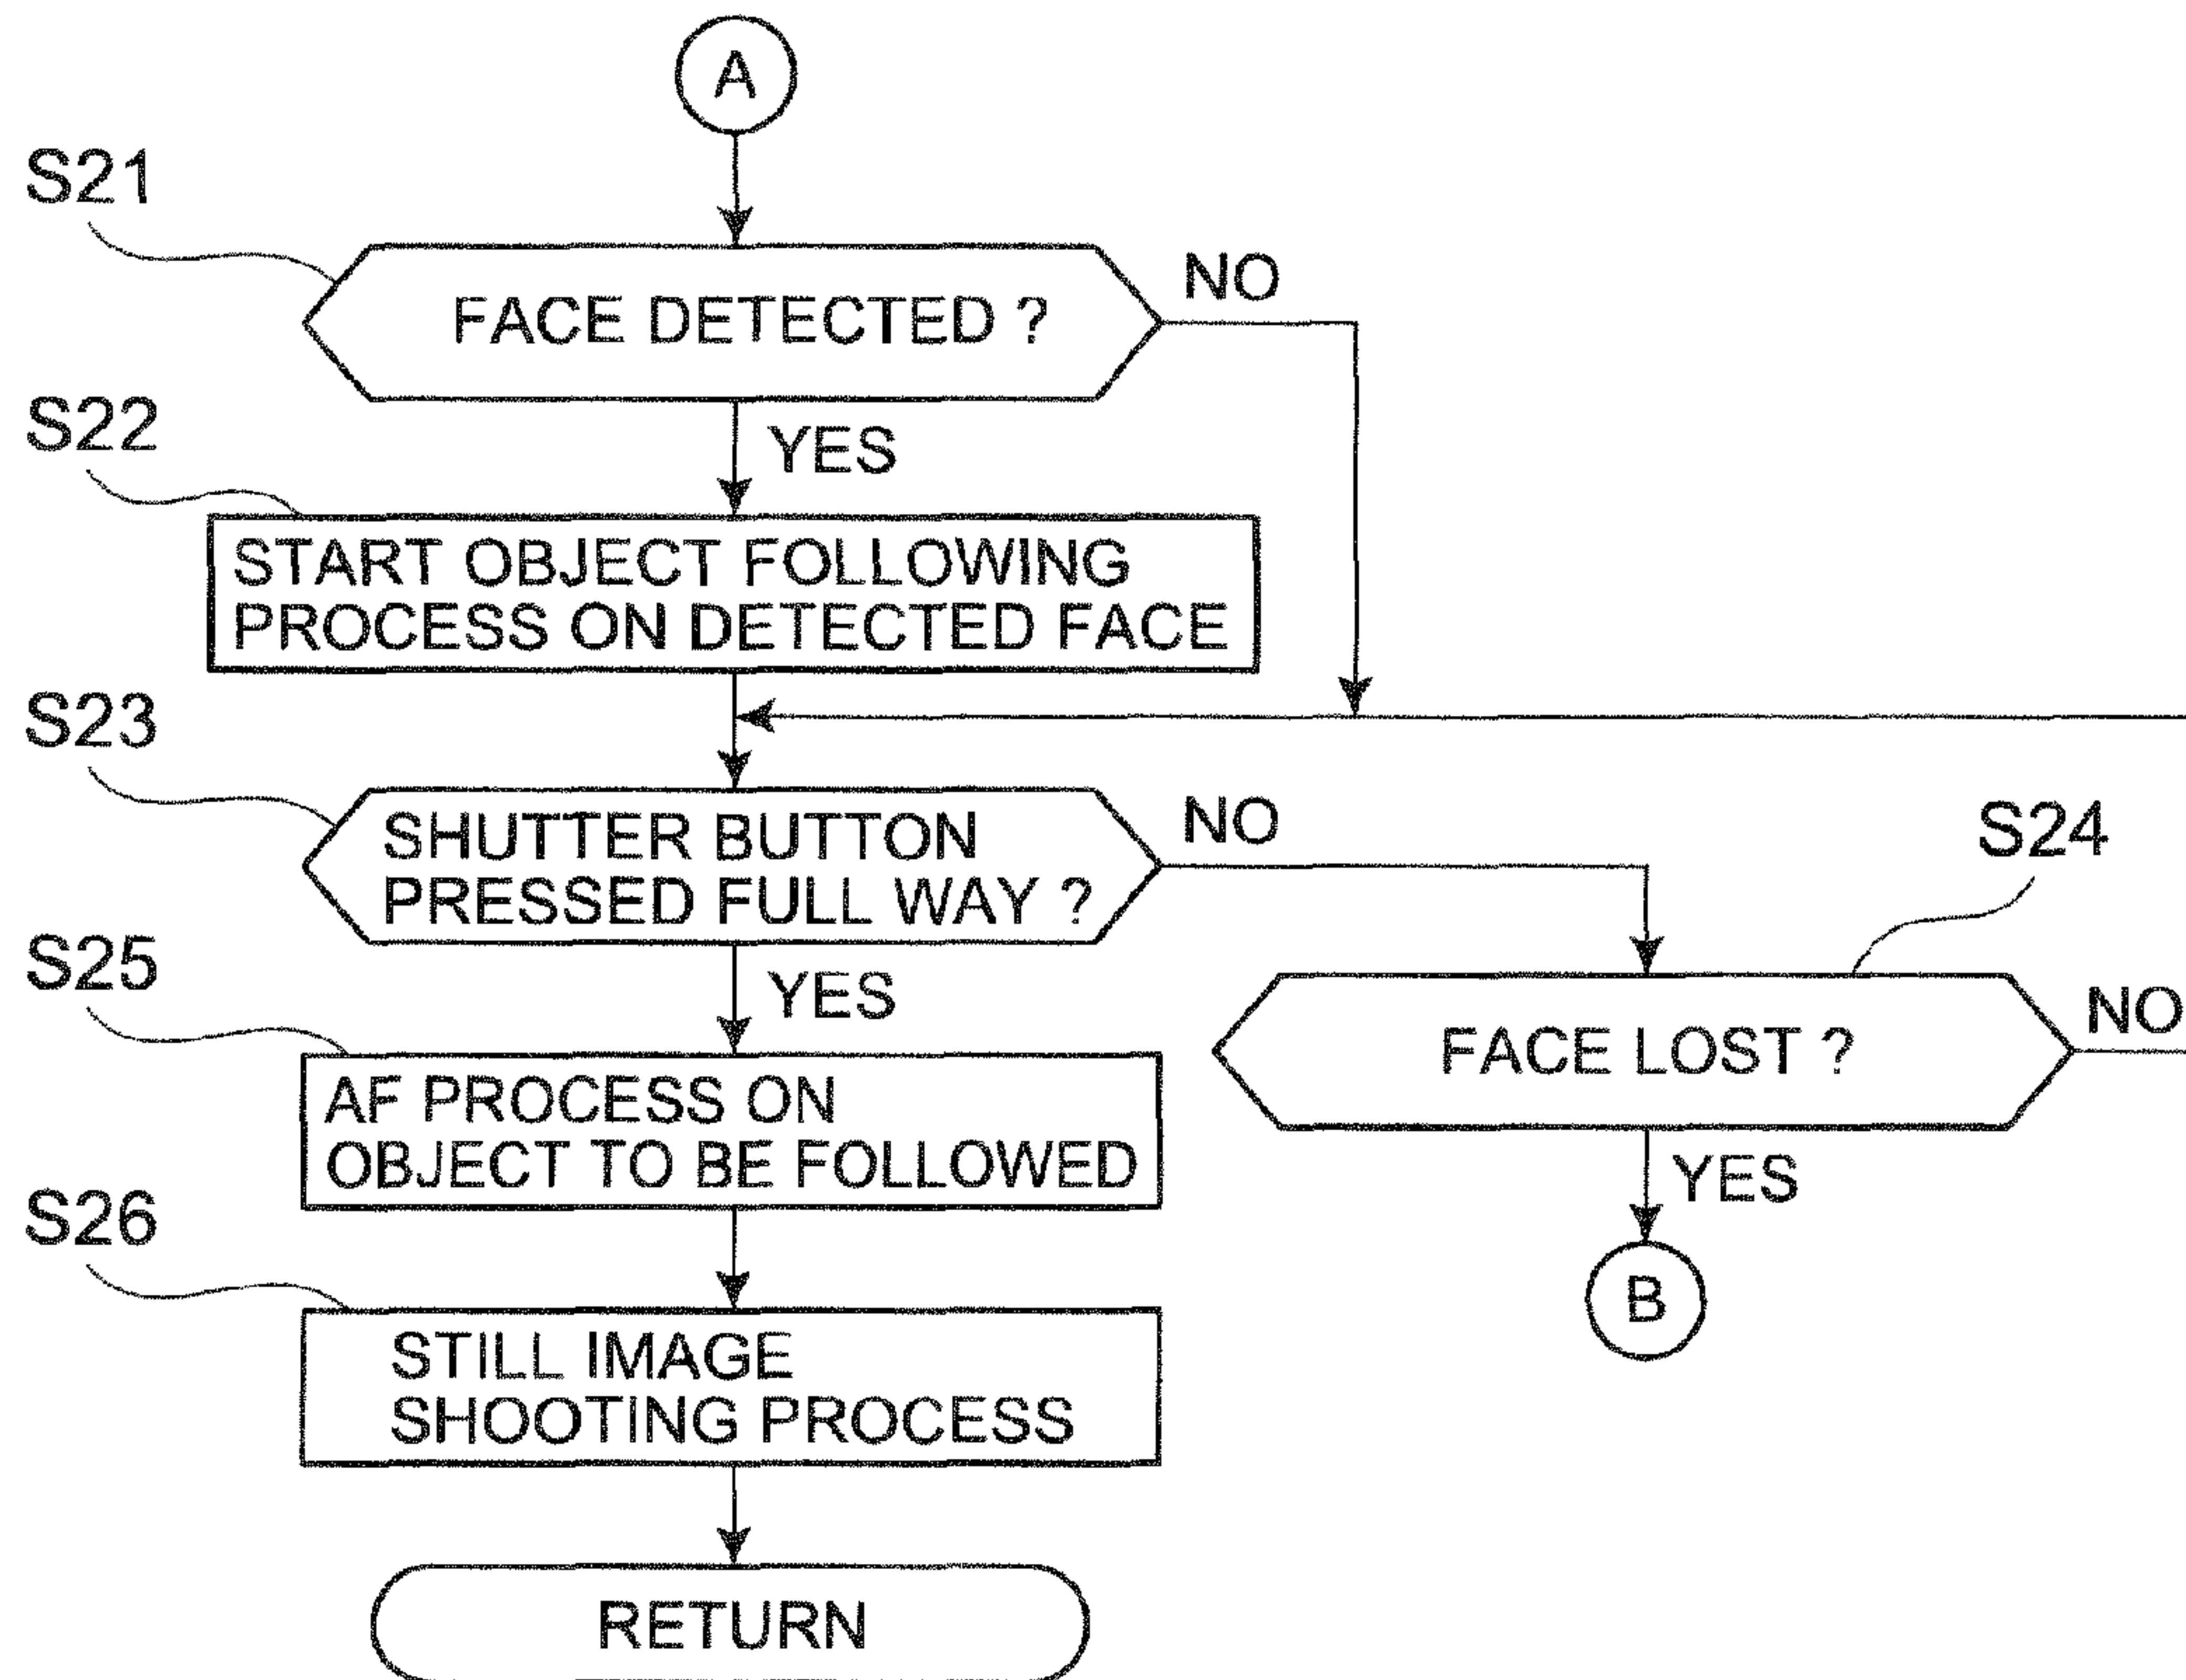 A
S21
FACE DETECTED ?
NO
S22
YES
START OBJECT FOLLOWING
PROCESS ON DETECTED FACE
S23
SHUTTER BUTTON
PRESSED FULL WAY ?
NO
S24
S25
YES
FACE LOST ?
NO
AF PROCESS ON
OBJECT TO BE FOLLOWED
YES
S26
B
STILL IMAGE
SHOOTING PROCESS
RETURN